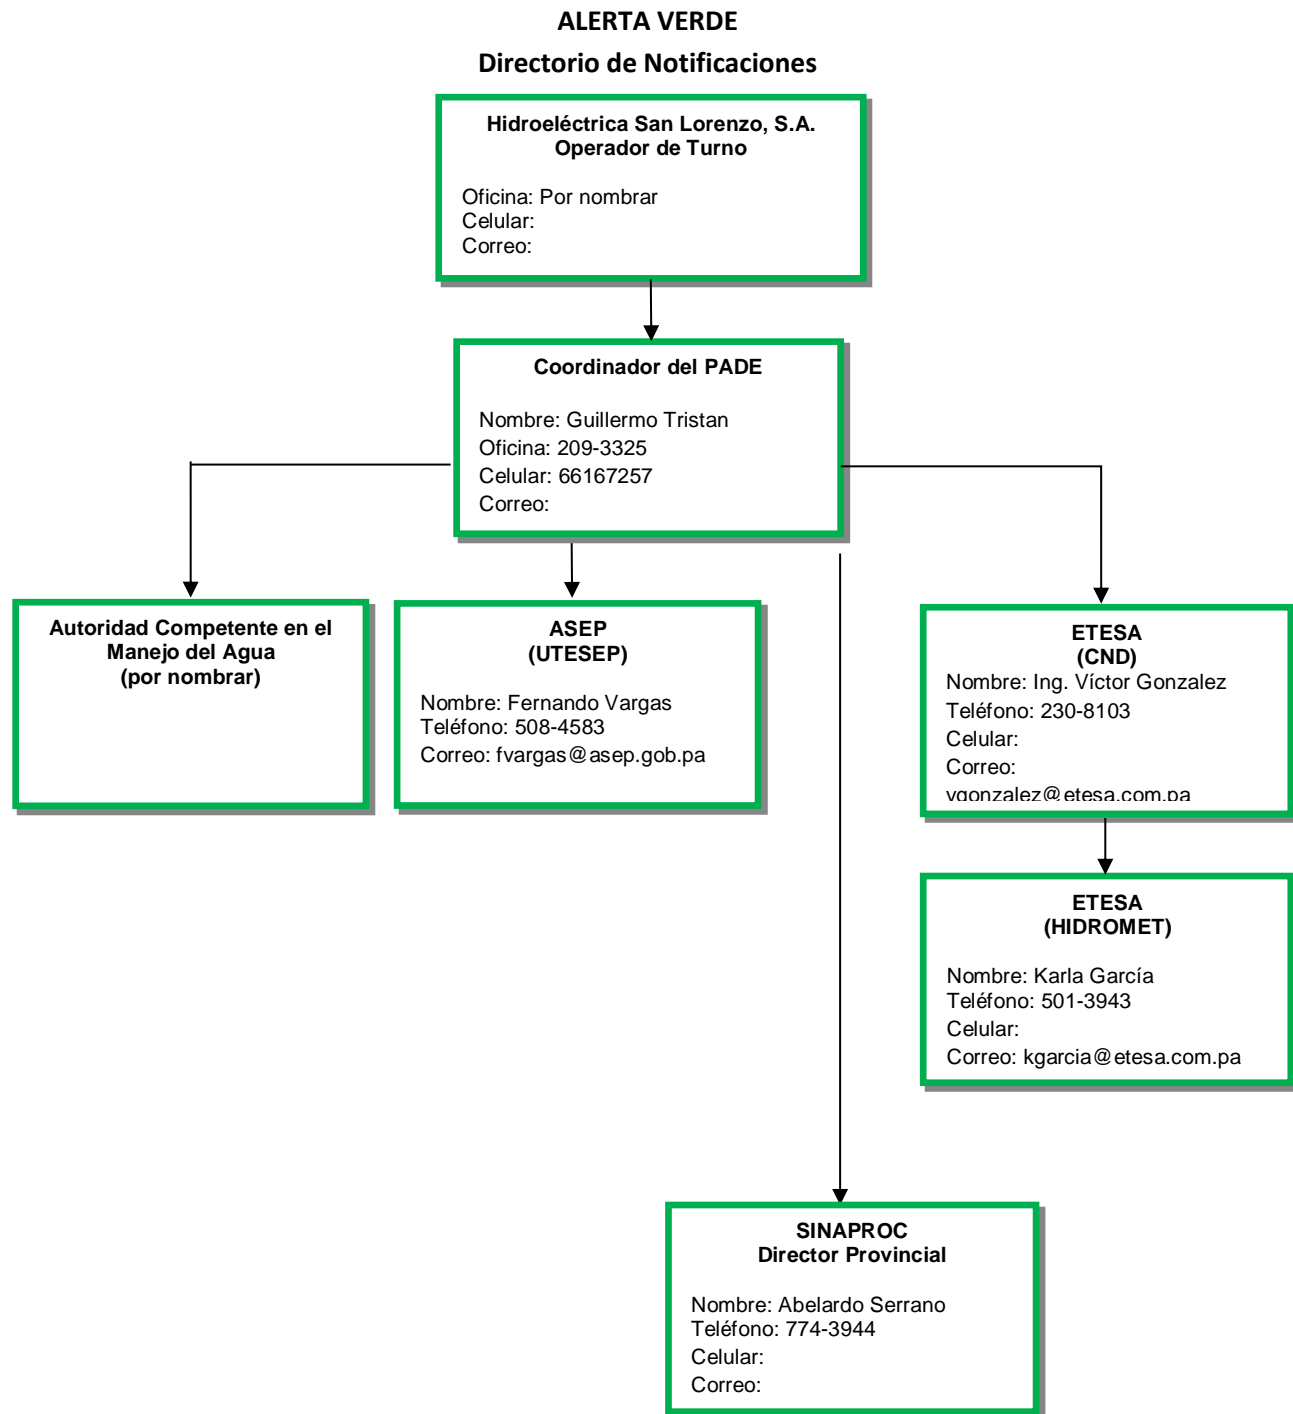 ALERTA VERDE
Directorio de Notificaciones
Hidroeléctrica San Lorenzo, S.A.
Operador de Turno
Oficina: Por nombrar
Celular:
Correo:
Coordinador del PADE
Nombre: Guillermo Tristan
Oficina: 209-3325
Celular: 66167257
Correo:
Autoridad Competente en el
Manejo del Agua
(por nombrar)
ASEP
(UTESEP)
Nombre: Fernando Vargas
Teléfono: 508-4583
Correo: fvargas@asep.gob.pa
ETESA
(CND)
Nombre: Ing. Víctor Gonzalez
Teléfono: 230-8103
Celular:
Correo:
vgonzalez@etesa.com.pa
ETESA
(HIDROMET)
Nombre: Karla García
Teléfono: 501-3943
Celular:
Correo: kgarcia@etesa.com.pa
SINAPROC
Director Provincial
Nombre: Abelardo Serrano
Teléfono: 774-3944
Celular:
Correo: